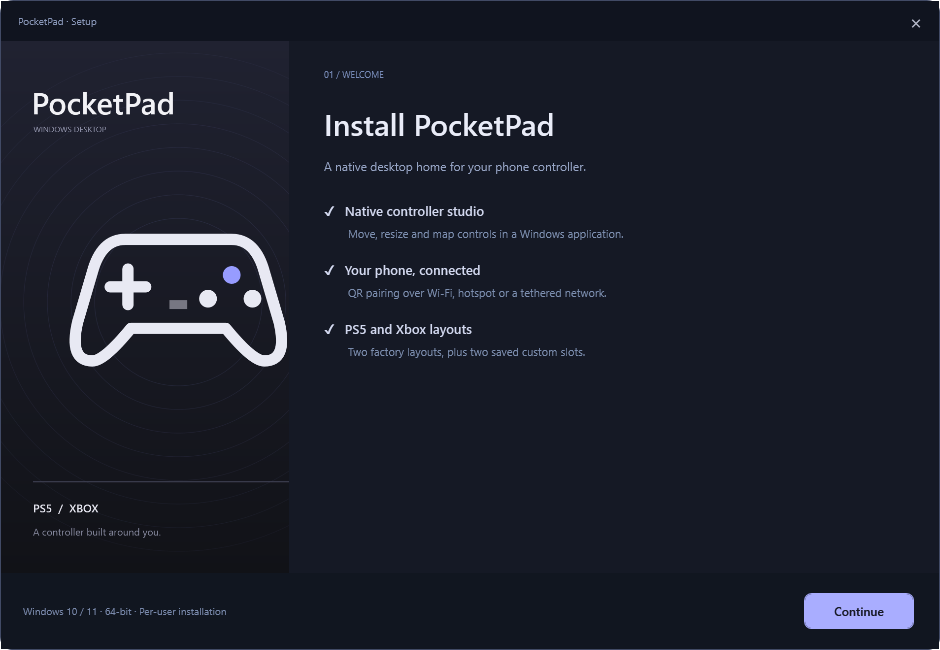 PocketPad · Setup
PocketPad
WINDOWS DESKTOP
PS5 / XBOX
A controller built around you.
01 / WELCOME
Install PocketPad
A native desktop home for your phone controller.
Native controller studio
Move, resize and map controls in a Windows application.
Your phone, connected
QR pairing over Wi-Fi, hotspot or a tethered network.
PS5 and Xbox layouts
Two factory layouts, plus two saved custom slots.
Windows 10 / 11 · 64-bit · Per-user installation
Continue